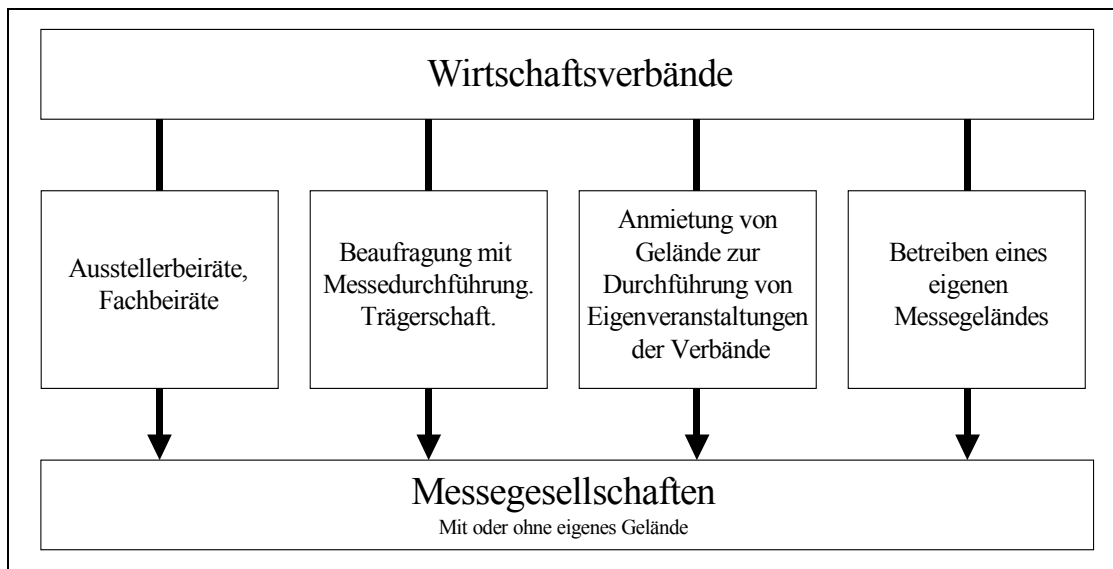 Wirtschaftsverbände
Ausstellerbeiräte,
Fachbeiräte
Beaufragung mit
Messedurchführung.
Trägerschaft.
Anmietung von
Gelände zur
Durchführung von
Eigenveranstaltungen
der Verbände
Betreiben eines
eigenen
Messegeländes
Messegesellschaften
Mit oder ohne eigenes Gelände